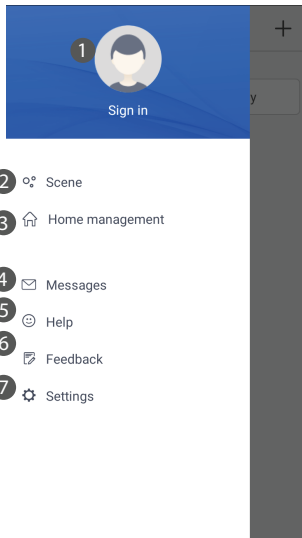 1
Sign in
y
2 Scene
3 Home management
4 Messages
5 Help
6 Feedback
7 Settings